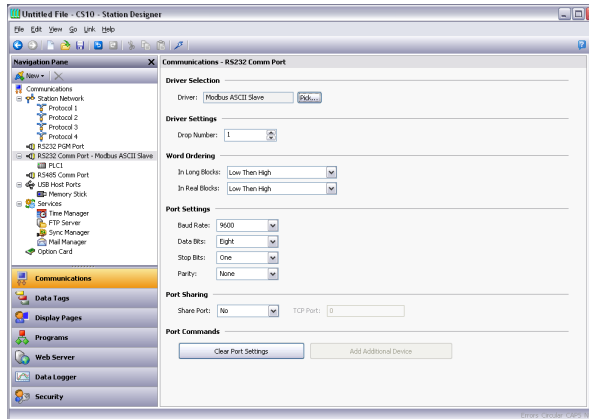 Untitled File - CS10 - Station Designer
File Edit View Go Link Help
Navigation Pane X
New
Communications
Station Network
Protocol 1
Protocol 2
Protocol 3
Protocol 4
RS232 PGM Port
RS232 Comm Port - Modbus ASCII Slave
PLC1
RS485 Comm Port
USB Host Ports
Memory Stick
Services
Time Manager
FTP Server
Sync Manager
Mail Manager
Option Card
Communications
Data Tags
Display Pages
Programs
Web Server
Data Logger
Security
Communications - RS232 Comm Port
Driver Selection
Driver: Modbus ASCII Slave Pick...
Driver Settings
Drop Number: 1
Word Ordering
In Long Blocks: Low Then High
In Real Blocks: Low Then High
Port Settings
Baud Rate: 9600
Data Bits: Eight
Stop Bits: One
Parity: None
Port Sharing
Share Port: No TCP Port: 0
Port Commands
Clear Port Settings Add Additional Device
Errors Circular CAPS